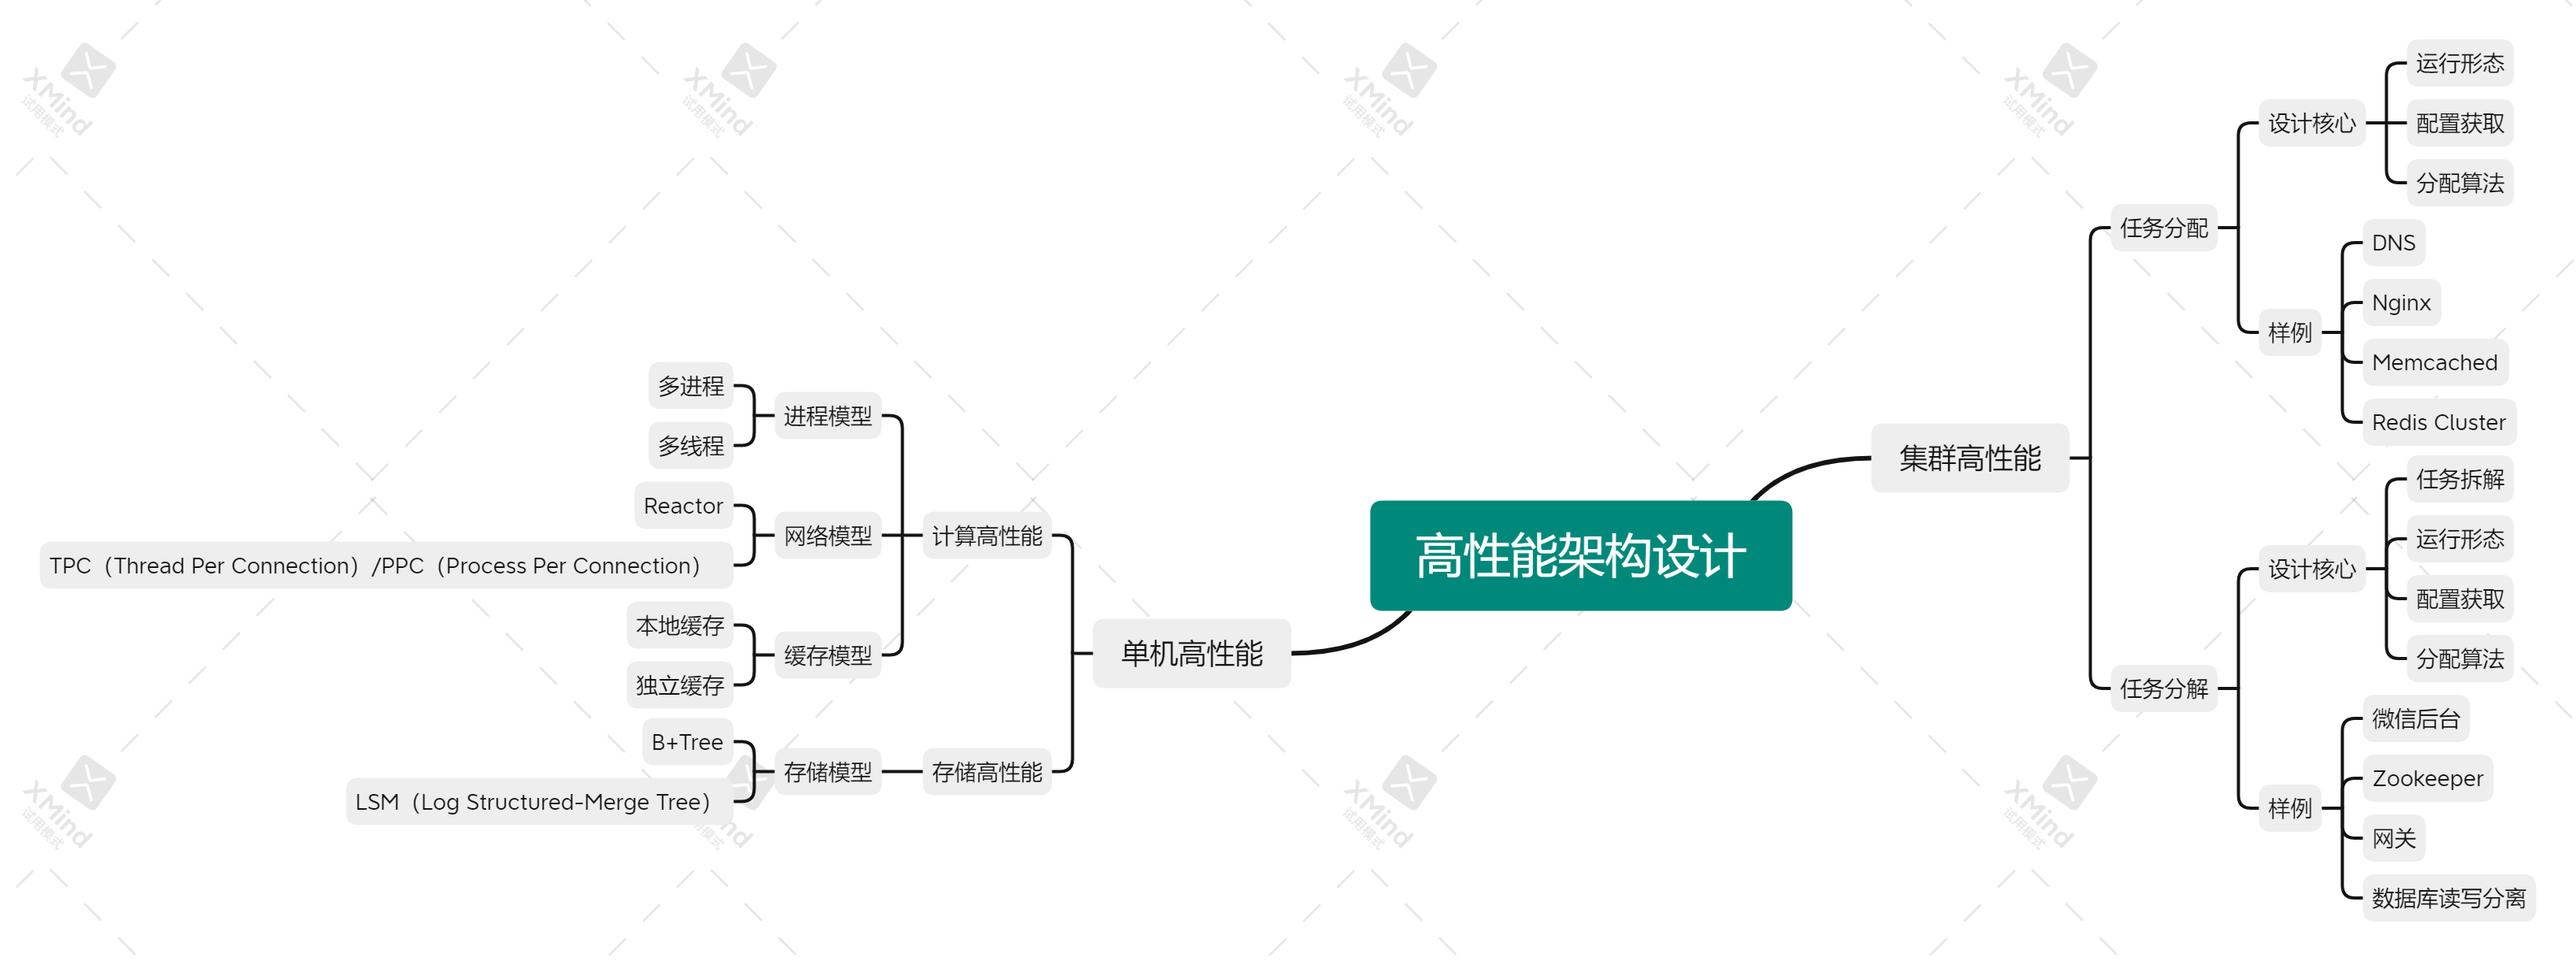 高性能架构设计
集群高性能
任务分配
设计核心
运行形态
配置获取
分配算法
样例
DNS
Nginx
Memcached
Redis Cluster
任务分解
设计核心
任务拆解
运行形态
配置获取
分配算法
样例
微信后台
Zookeeper
网关
数据库读写分离
单机高性能
计算高性能
进程模型
多进程
多线程
网络模型
Reactor
TPC（Thread Per Connection）/PPC（Process Per Connection）
缓存模型
本地缓存
独立缓存
存储高性能
存储模型
B+Tree
LSM（Log Structured-Merge Tree）
XMind
试用模式
XMind
试用模式
XMind
试用模式
XMind
试用模式
XMind
试用模式
XMind
试用模式
XMind
试用模式